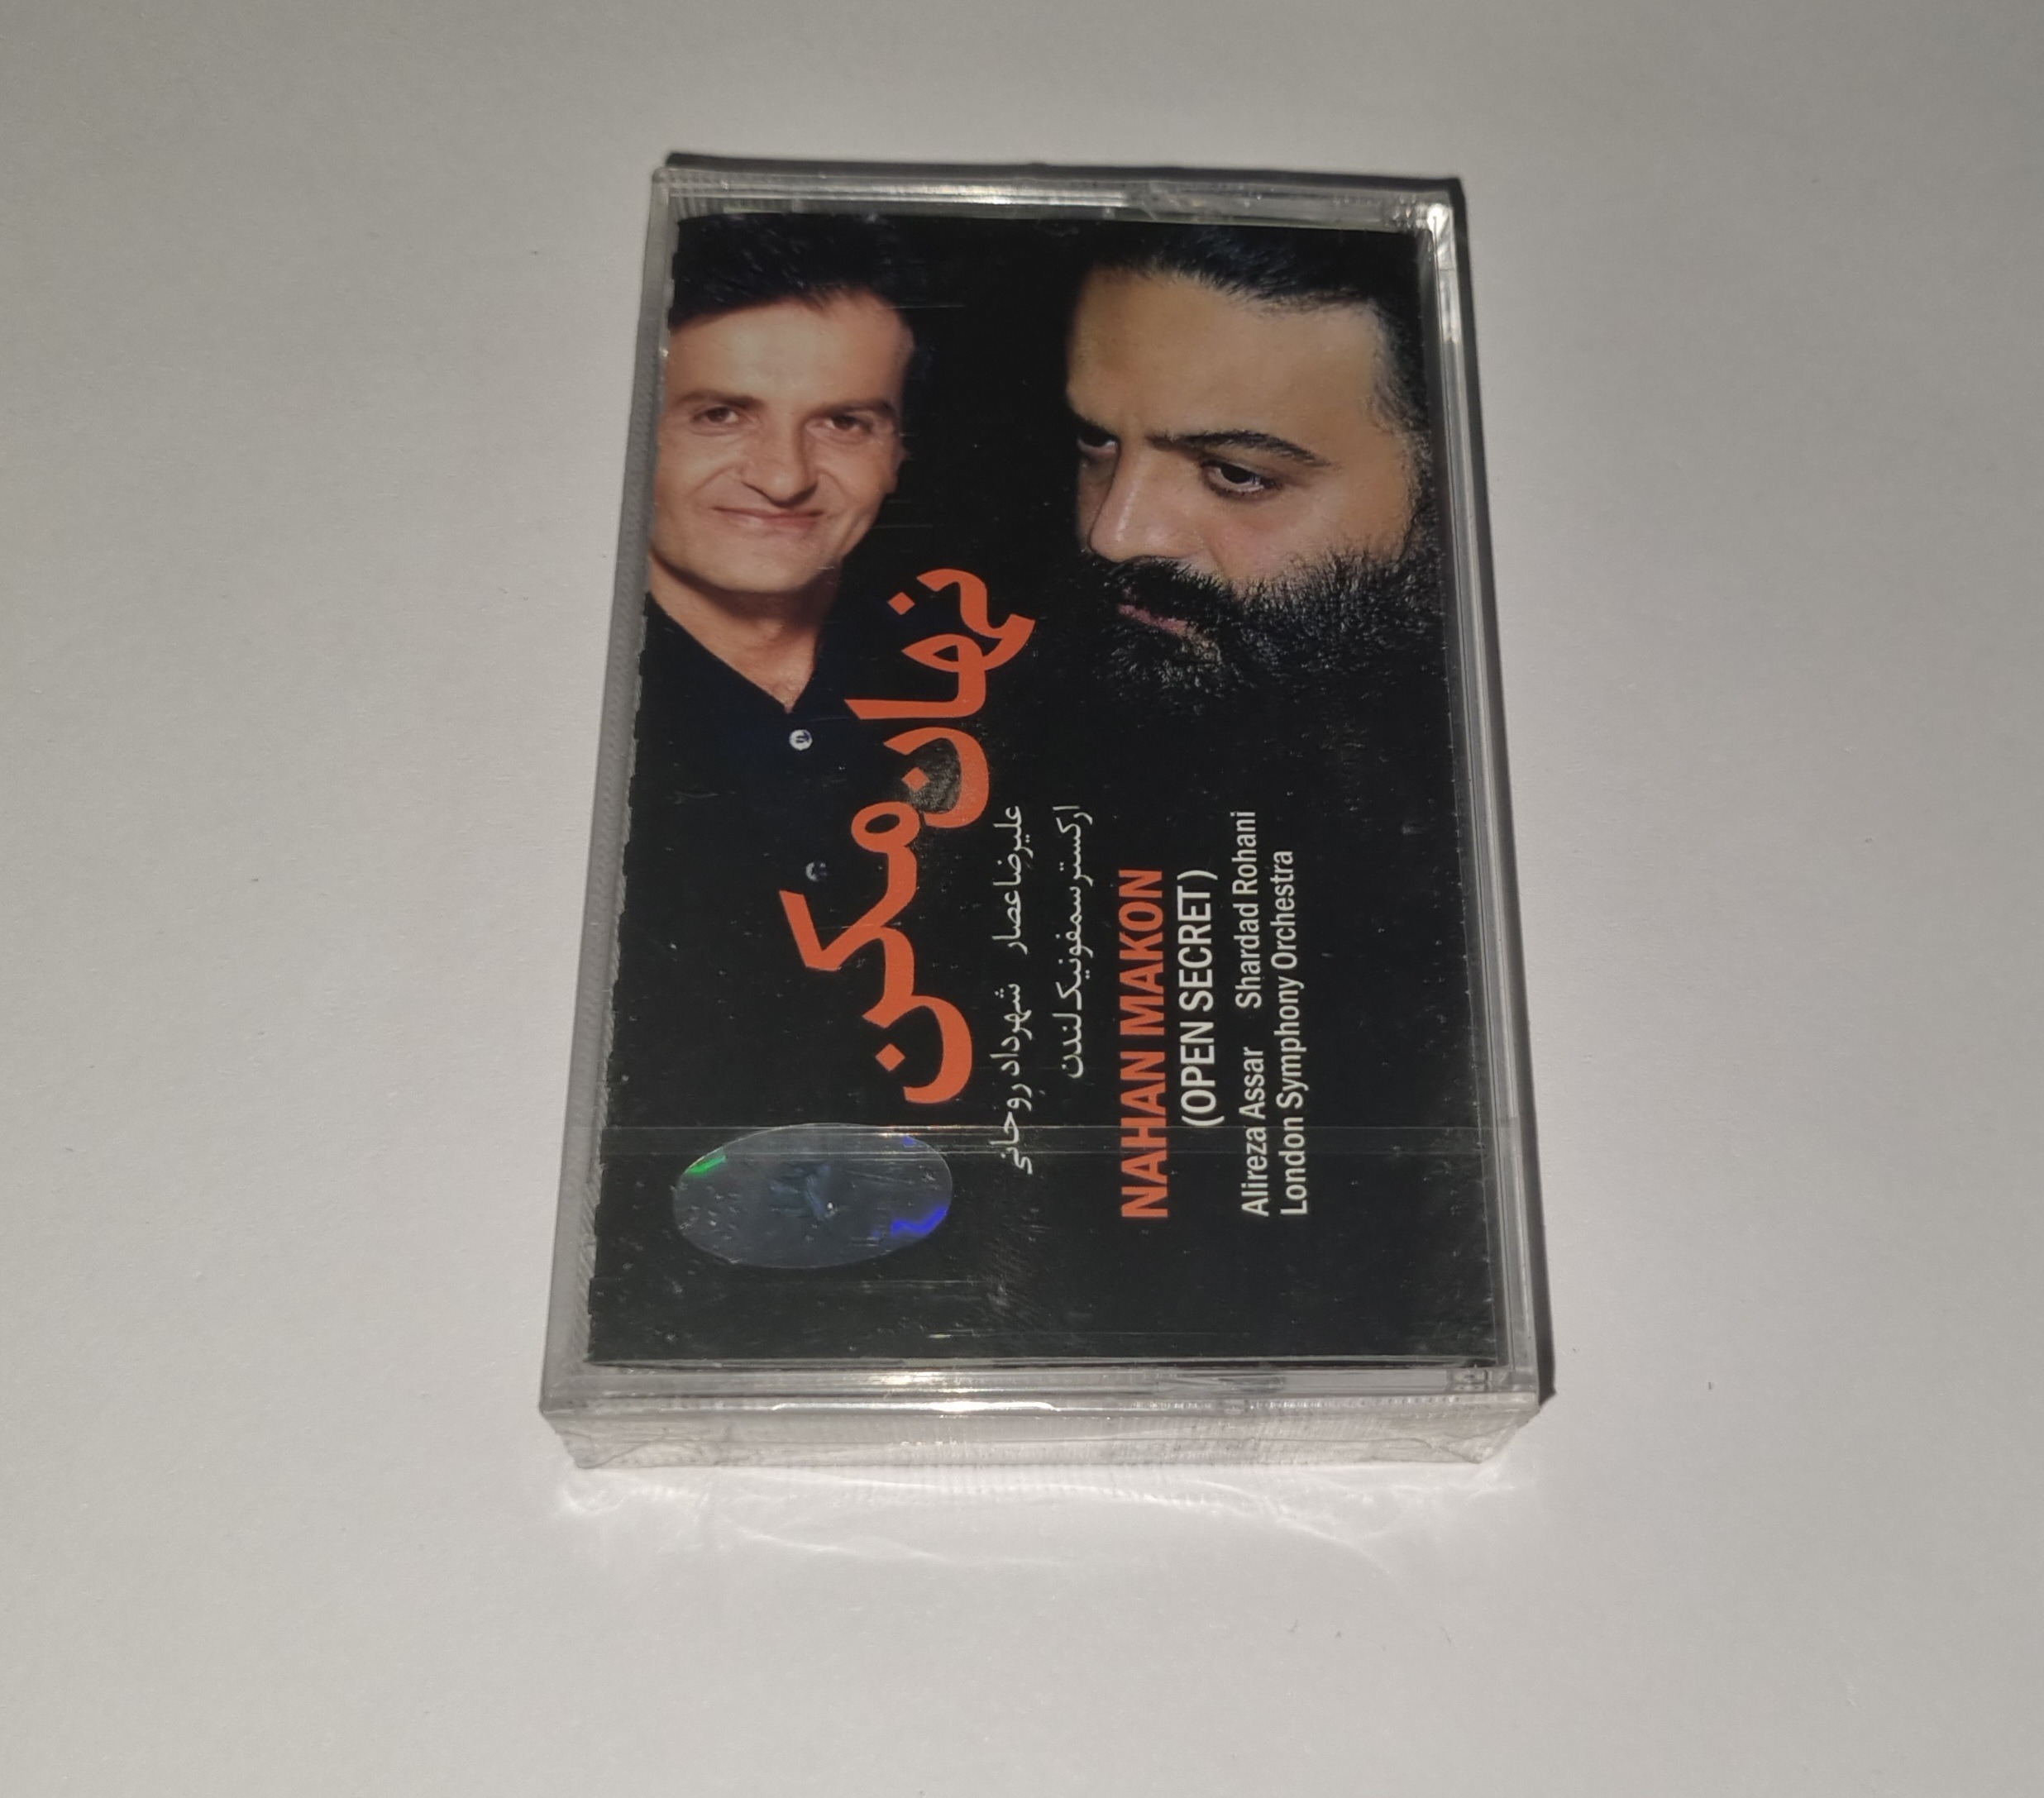 نهان مکن
علیرضا عصار شهرداد روحانی
ارکستر سمفونیک لندن
NAHAN MAKON
(OPEN SECRET)
Alireza Assar Shardad Rohani
London Symphony Orchestra